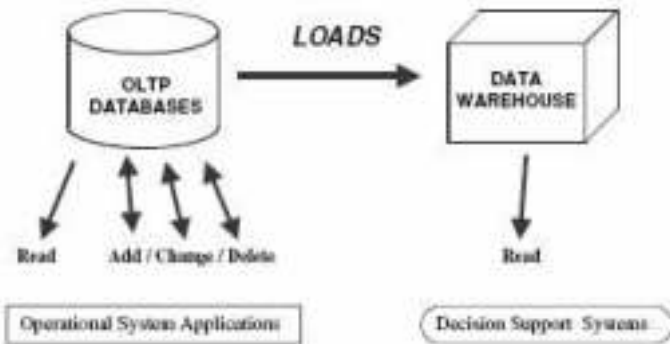 LOADS
OLTP
DATABASES
DATA
WAREHOUSE
Read
Add / Change / Delete
Read
Operational System Applications
Decision Support Systems